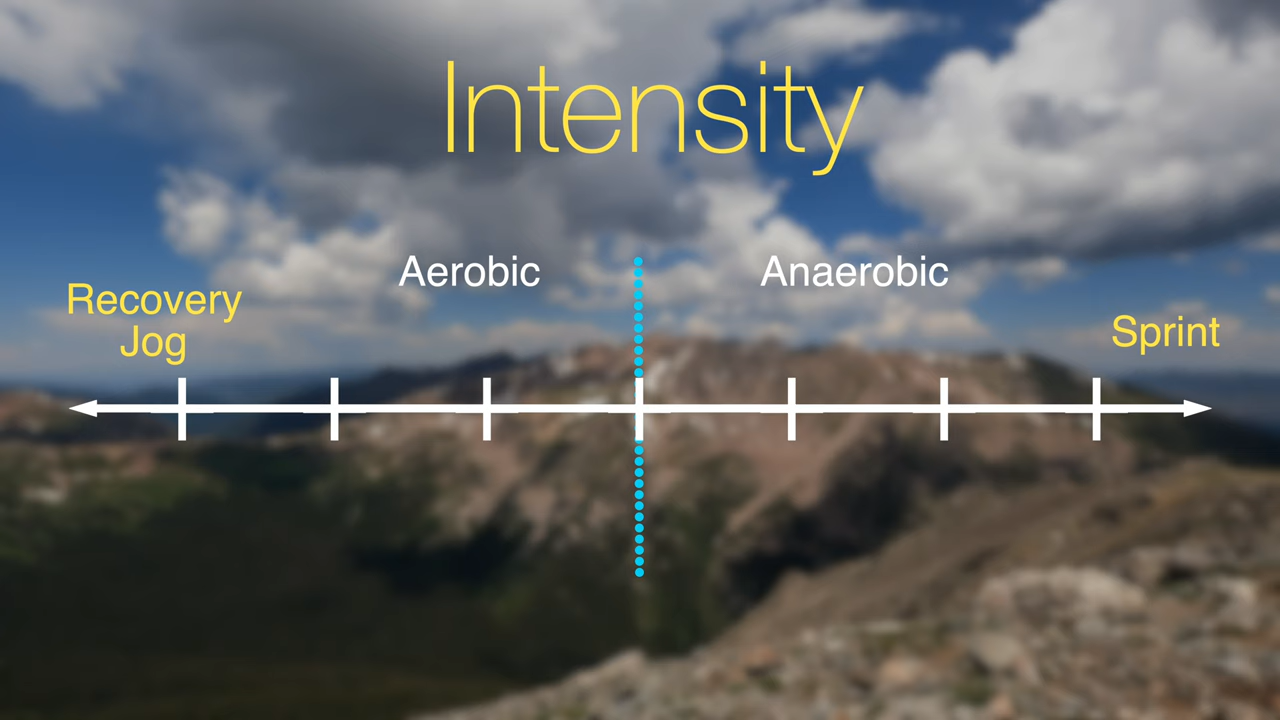 Intensity
Aerobic
Anaerobic
Recovery
Jog
Sprint